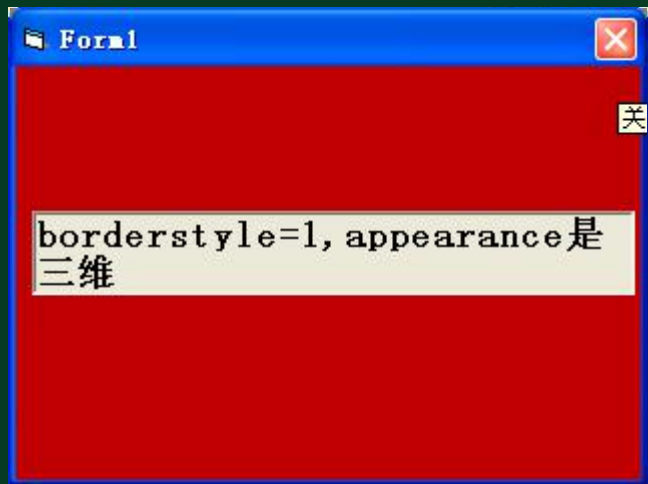 Form1
关
borderstyle=1,appearance是
三维